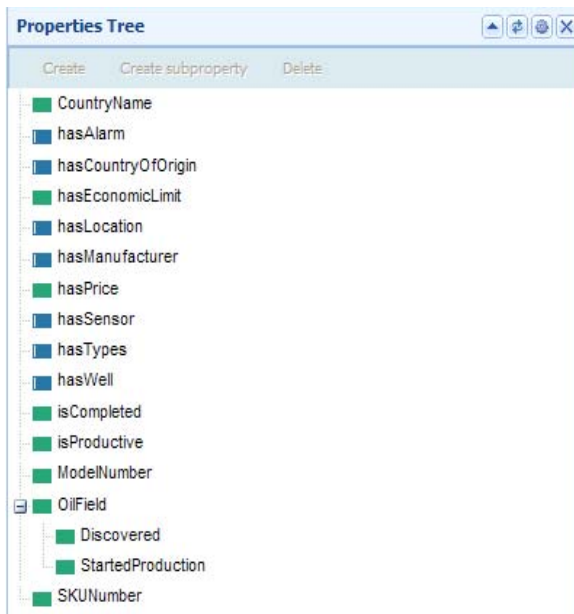 Properties Tree
Create Create subproperty Delete
CountryName
hasAlarm
hasCountryOfOrigin
hasEconomicLimit
hasLocation
hasManufacturer
hasPrice
hasSensor
hasTypes
hasWell
isCompleted
isProductive
ModelNumber
OilField
Discovered
StartedProduction
SKUNumber